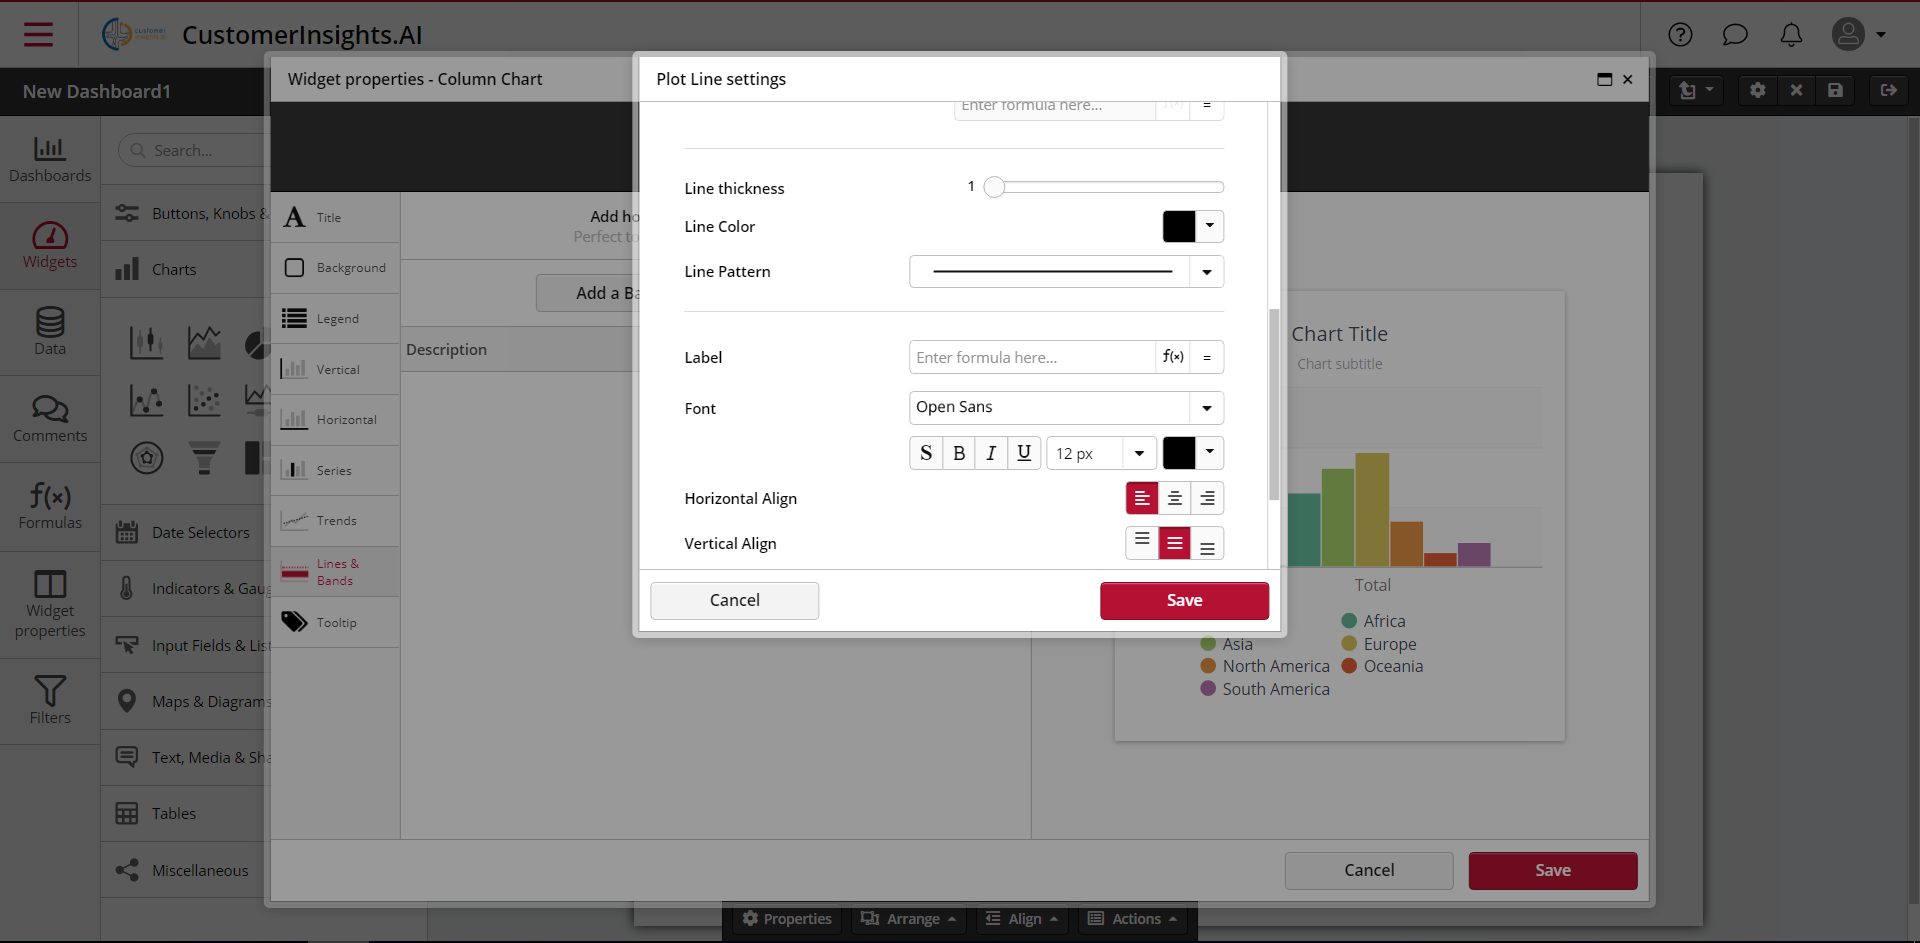 CustomerInsights.AI
New Dashboard1
Widget properties - Column Chart
Plot Line settings
Dashboards
Widgets
Data
Comments
f(x)
Formulas
Widget
properties
Filters
Search...
Buttons, Knobs &
Charts
Date Selectors
Indicators & Gau
Input Fields & Lis
Maps & Diagrams
Text, Media & Sha
Tables
Miscellaneous
Title
Background
Legend
Vertical
Horizontal
Series
Trends
Lines &
Bands
Tooltip
Add ho
Perfect to
Add a Ba
Description
Enter formula here... f(x) =
Line thickness 1
Line Color
Line Pattern
Label Enter formula here... f(x) =
Font Open Sans
S B I U 12 px
Horizontal Align
Vertical Align
Cancel Save
Chart Title
Chart subtitle
Total
Africa
Asia Europe
North America Oceania
South America
Cancel Save
Properties Arrange Align Actions